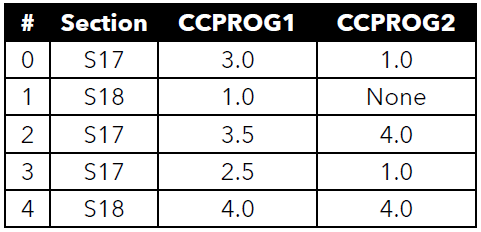 # Section CCPROG1 CCPROG2
0 S17 3.0 1.0
1 S18 1.0 None
2 S17 3.5 4.0
3 S17 2.5 1.0
4 S18 4.0 4.0